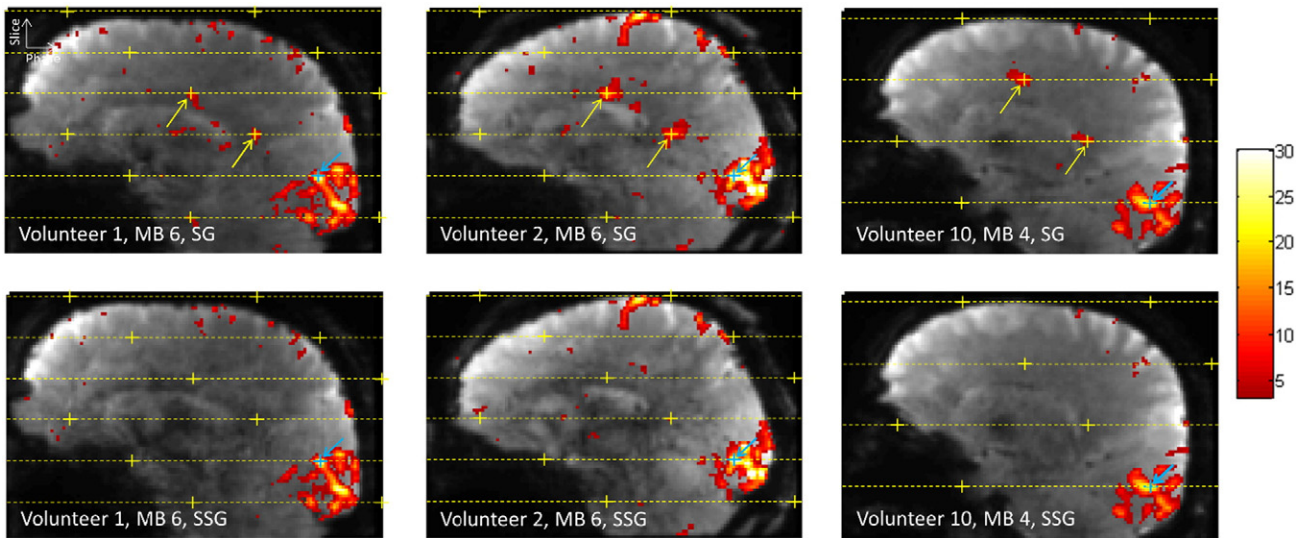 Slice
Phase
Volunteer 1, MB 6, SG
Volunteer 2, MB 6, SG
Volunteer 10, MB 4, SG
30
25
20
15
10
5
Volunteer 1, MB 6, SSG
Volunteer 2, MB 6, SSG
Volunteer 10, MB 4, SSG